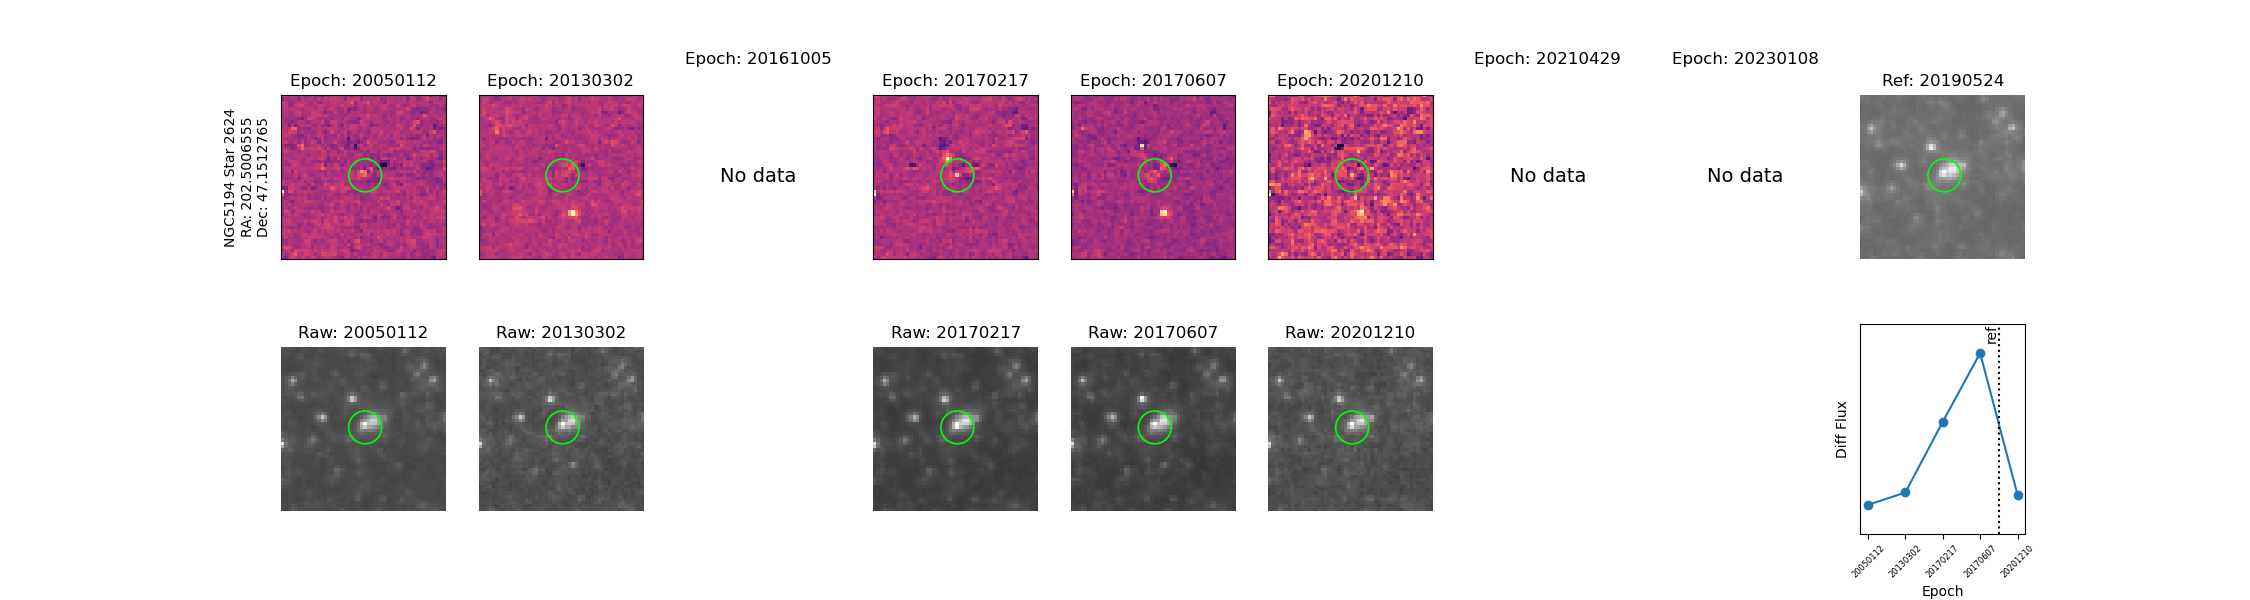 Epoch: 20161005
Epoch: 20210429
Epoch: 20230108
Epoch: 20050112
Epoch: 20130302
Epoch: 20170217
Epoch: 20170607
Epoch: 20201210
Ref: 20190524
NGC5194 Star 2624
RA: 202.5006555
Dec: 47.1512765
No data
No data
No data
Raw: 20050112
Raw: 20130302
Raw: 20170217
Raw: 20170607
Raw: 20201210
ref
Diff Flux
20050112
20130302
20170217
20170607
20201210
Epoch